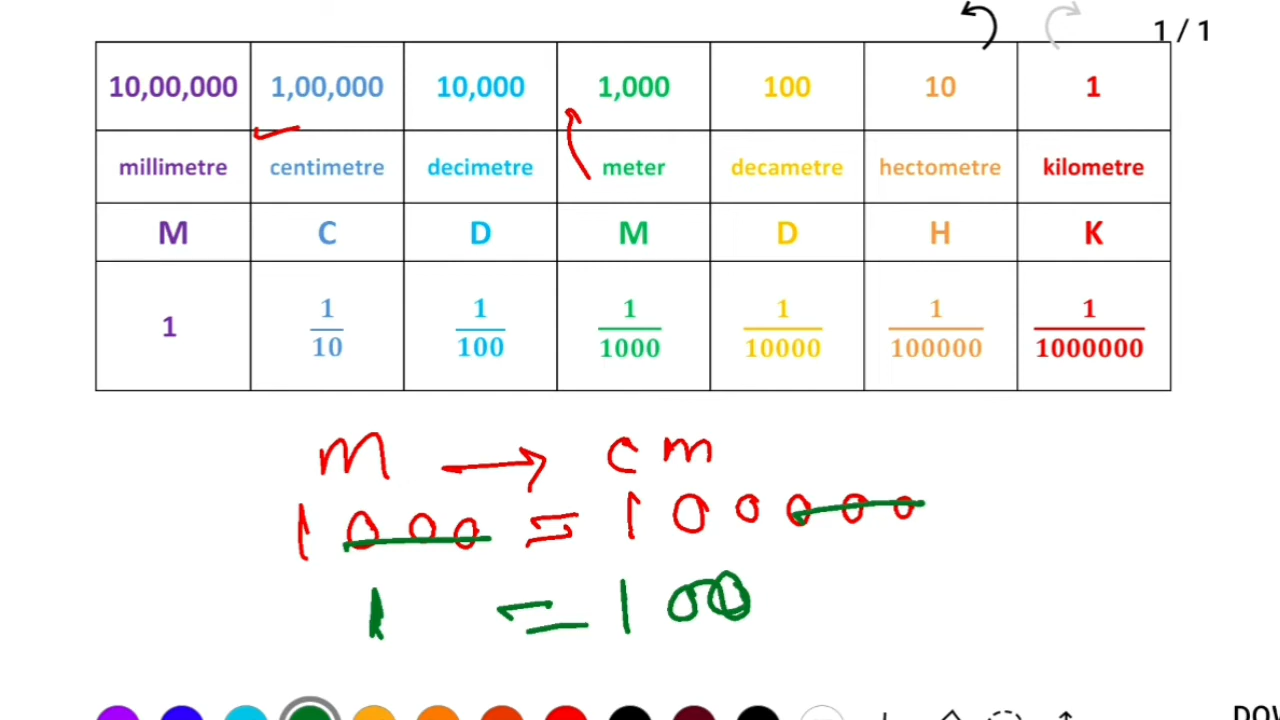 1 / 1
10,00,000 1,00,000 10,000 1,000 100 10 1
millimetre centimetre decimetre meter decametre hectometre kilometre
M C D M D H K
1 1/10 1/100 1/1000 1/10000 1/100000 1/1000000
m → cm
1000 = 100000
1 = 100